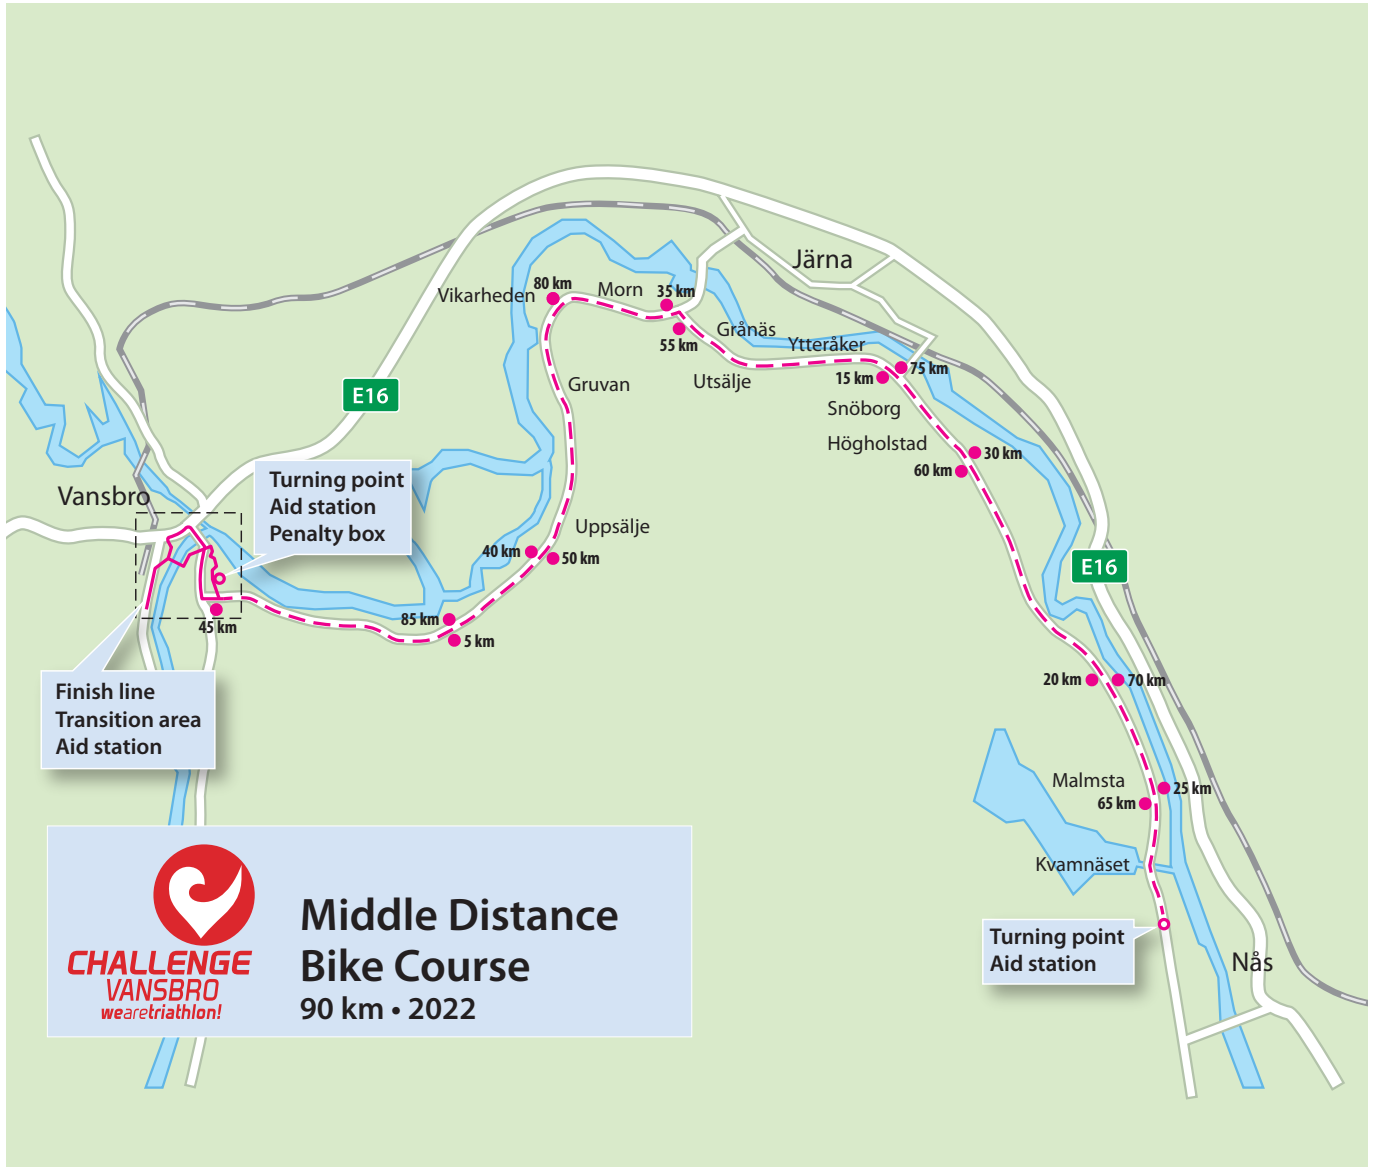 Järna
80 km
Vikarheden
Morn
35 km
Grånäs
55 km
Ytteråker
75 km
15 km
Utsälje
Gruvan
E16
Snöborg
Högholstad
30 km
60 km
Vansbro
Turning point
Aid station
Penalty box
Uppsälje
40 km
50 km
E16
85 km
5 km
45 km
20 km
70 km
Finish line
Transition area
Aid station
Malmsta
25 km
65 km
Kvamnäset
Turning point
Aid station
Nås
CHALLENGE
VANSBRO
wearetriathlon!
Middle Distance
Bike Course
90 km • 2022